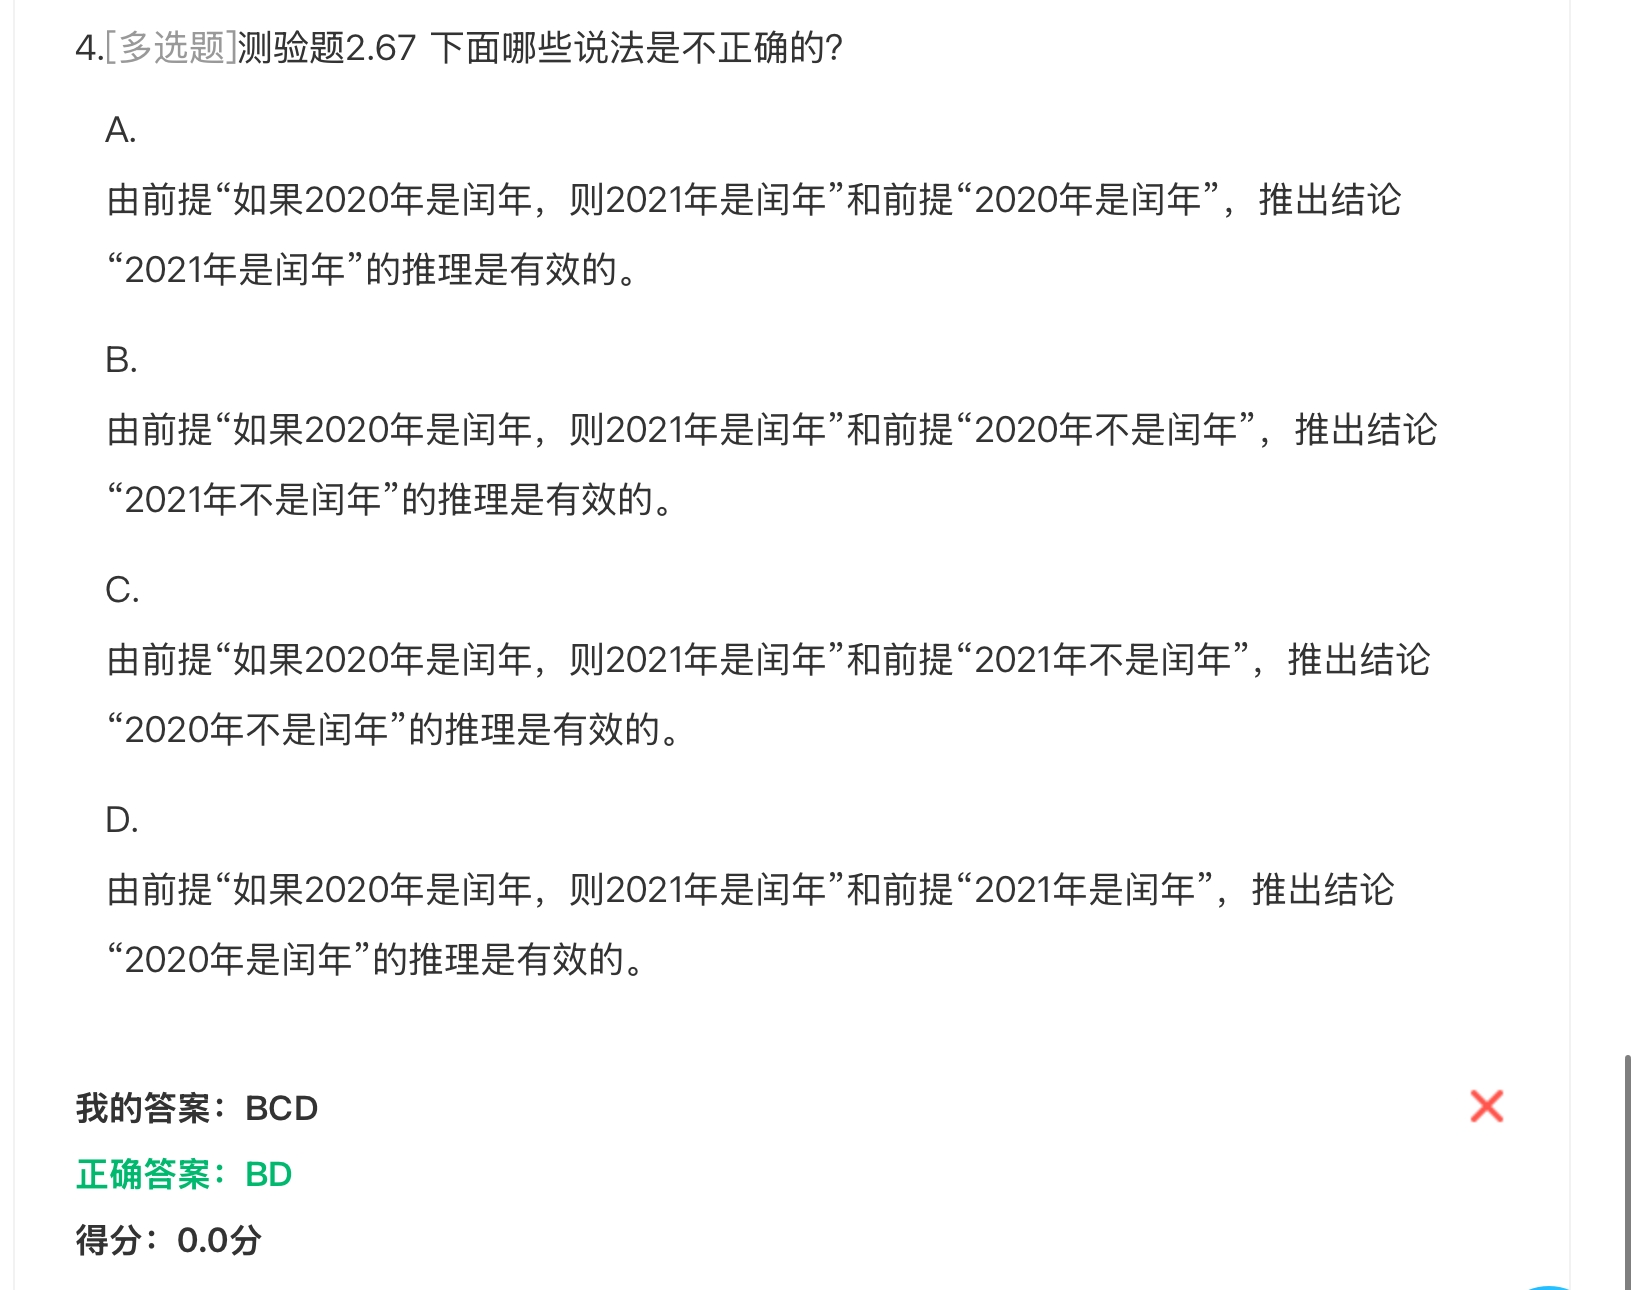 4.[多选题]测验题2.67 下面哪些说法是不正确的?
A.
由前提“如果2020年是闰年，则2021年是闰年”和前提“2020年是闰年”，推出结论
“2021年是闰年”的推理是有效的。
B.
由前提“如果2020年是闰年，则2021年是闰年”和前提“2020年不是闰年”，推出结论
“2021年不是闰年”的推理是有效的。
C.
由前提“如果2020年是闰年，则2021年是闰年”和前提“2021年不是闰年”，推出结论
“2020年不是闰年”的推理是有效的。
D.
由前提“如果2020年是闰年，则2021年是闰年”和前提“2021年是闰年”，推出结论
“2020年是闰年”的推理是有效的。
我的答案：BCD
正确答案：BD
得分：0.0分